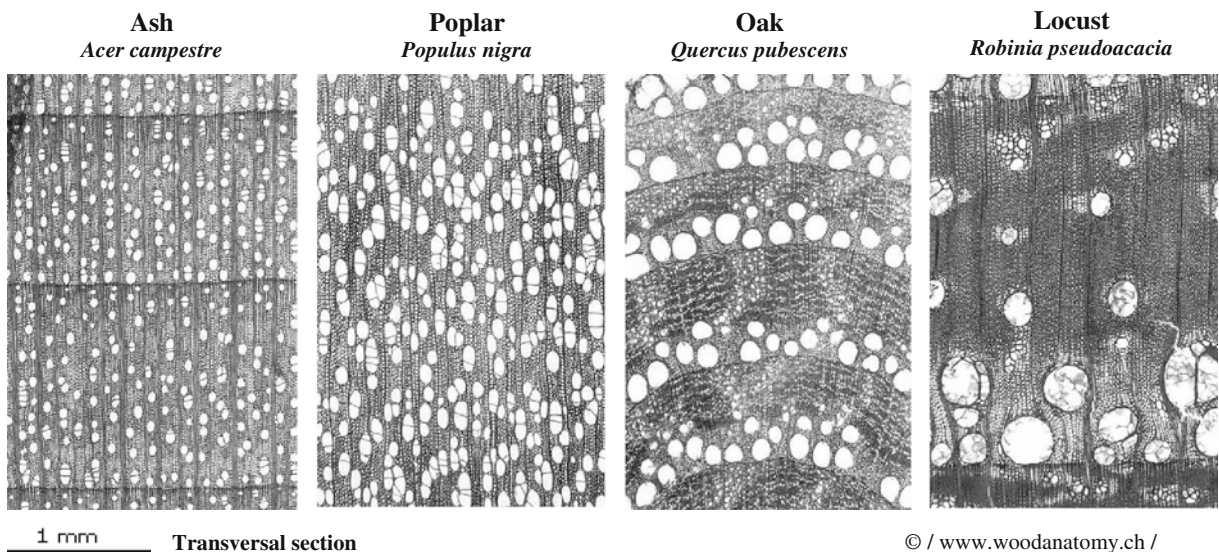 Ash
Acer campestre
Poplar
Populus nigra
Oak
Quercus pubescens
Locust
Robinia pseudoacacia
1 mm
Transversal section
© / www.woodanatomy.ch /